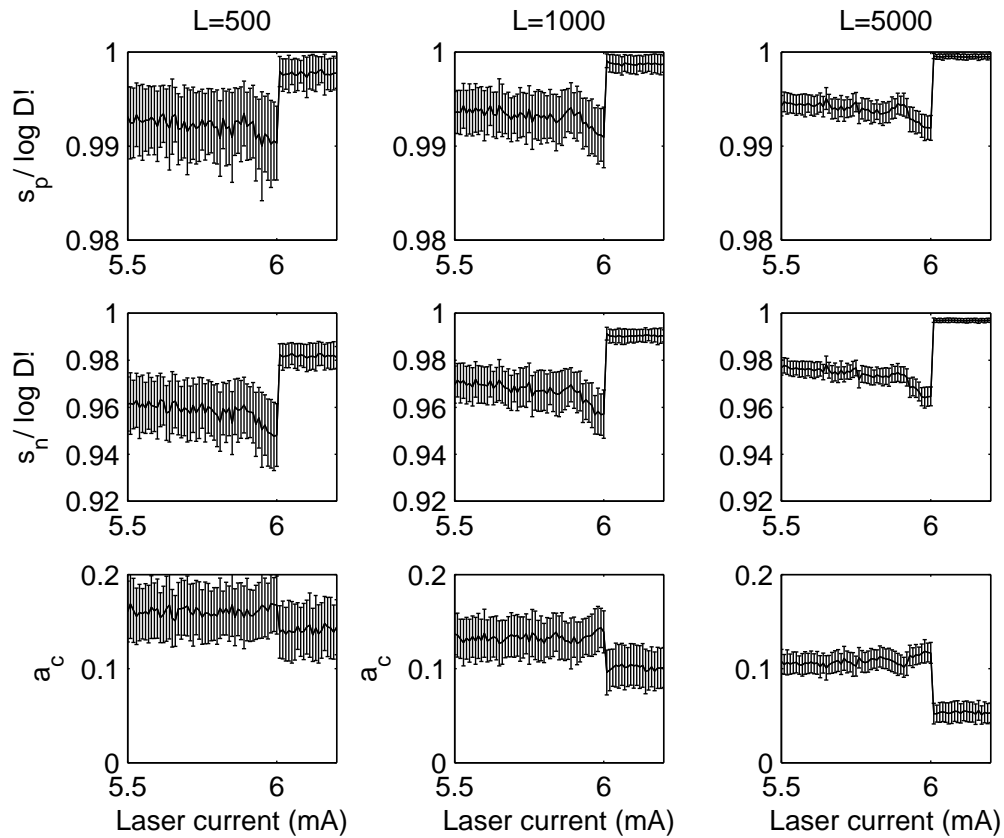 L=500 L=1000 L=5000
1 1 1
0.99 0.99 0.99
s_p/ log D!
0.98 0.98 0.98
5.5 6 5.5 6 5.5 6
1 1 1
0.98 0.98 0.98
0.96 0.96 0.96
s_n/ log D!
0.94 0.94 0.94
0.92 0.92 0.92
5.5 6 5.5 6 5.5 6
0.2 0.2 0.2
a_c 0.1 a_c 0.1 0.1
0 0 0
5.5 6 5.5 6 5.5 6
Laser current (mA) Laser current (mA) Laser current (mA)